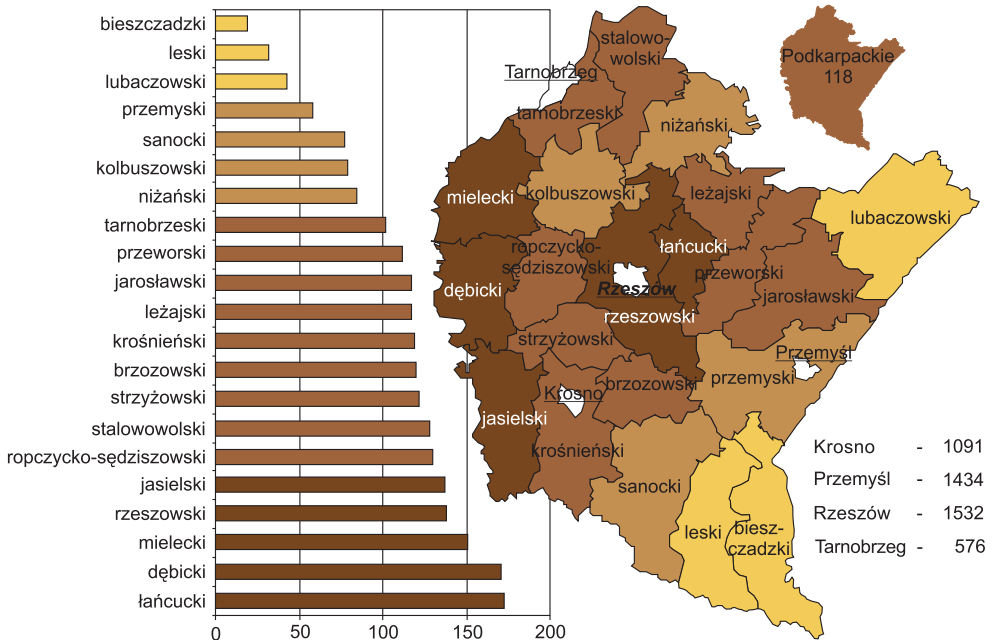 bieszczadzki
leski
lubaczowski
przemyski
sanocki
kolbuszowski
niżański
tarnobrzeski
przeworski
jarosławski
leżajski
krośnieński
brzozowski
strzyżowski
stalowowolski
ropczycko-sędziszowski
jasielski
rzeszowski
mielecki
dębicki
łańcucki
0 50 100 150 200
stalowo-
wolski
Tarnobrzeg
tarnobrzeski
niżański
mielecki
kolbuszowski
leżajski
lubaczowski
ropczycko-
sędziszowski
łańcucki
dębicki
Rzeszów
przeworski
jarosławski
rzeszowski
strzyżowski
Przemyśl
przemyski
brzozowski
Krosno
jasielski
krośnieński
sanocki
leski
biesz-
czadzki
Podkarpackie
118
Krosno - 1091
Przemyśl - 1434
Rzeszów - 1532
Tarnobrzeg - 576